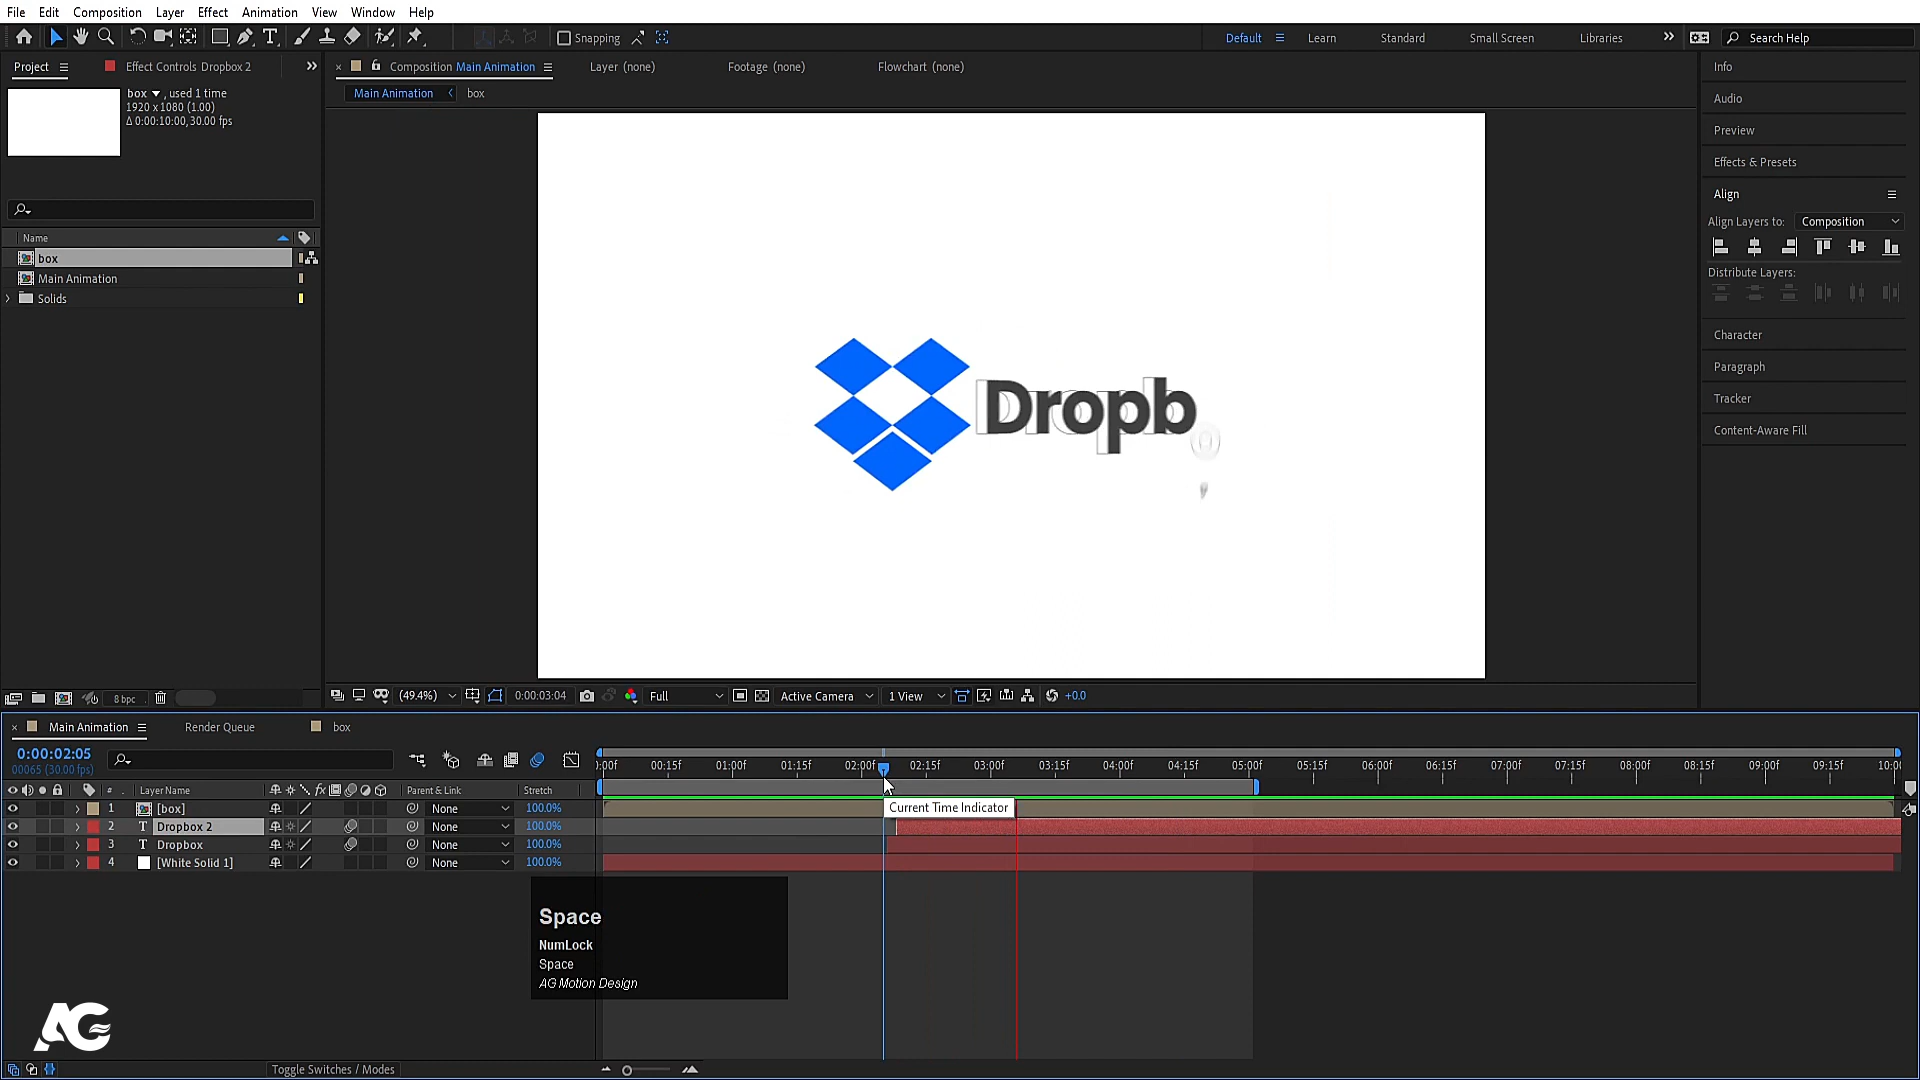 File Edit Composition Layer Effect Animation View Window Help
Snapping
Default Learn Standard Small Screen Libraries Search Help
Project Effect Controls Dropbox 2
box , used 1 time
1920 x 1080 (1.00)
Δ 0:00:10:00, 30.00 fps
Name
box
Main Animation
Solids
8 bpc
Composition Main Animation Layer (none) Footage (none) Flowchart (none)
Main Animation box
Dropb
o
(49.4%) 0:00:03:04 Full Active Camera 1 View +0.0
Info
Audio
Preview
Effects & Presets
Align
Align Layers to: Composition
Distribute Layers:
Character
Paragraph
Tracker
Content-Aware Fill
Main Animation Render Queue box
0:00:02:05
00065 (30.00 fps)
:00f 00:15f 01:00f 01:15f 02:00f 02:15f 03:00f 03:15f 04:00f 04:15f 05:00f 05:15f 06:00f 06:15f 07:00f 07:15f 08:00f 08:15f 09:00f 09:15f 10:00
# Layer Name fx Parent & Link Stretch
1 [box] None 100.0%
2 T Dropbox 2 None 100.0%
3 T Dropbox None 100.0%
4 [White Solid 1] None 100.0%
Current Time Indicator
Space
NumLock
Space
AG Motion Design
AG
Toggle Switches / Modes